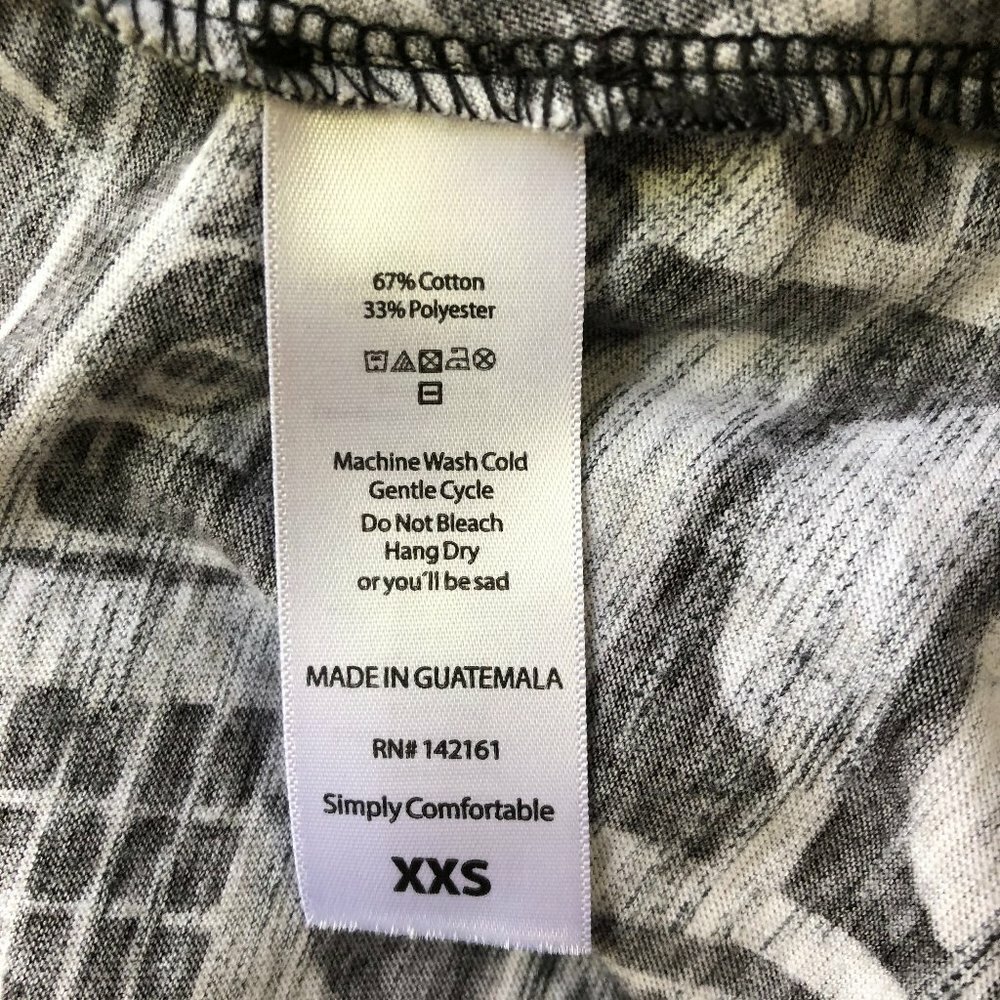 67% Cotton
33% Polyester
Machine Wash Cold
Gentle Cycle
Do Not Bleach
Hang Dry
or you´ll be sad
MADE IN GUATEMALA
RN# 142161
Simply Comfortable
XXS